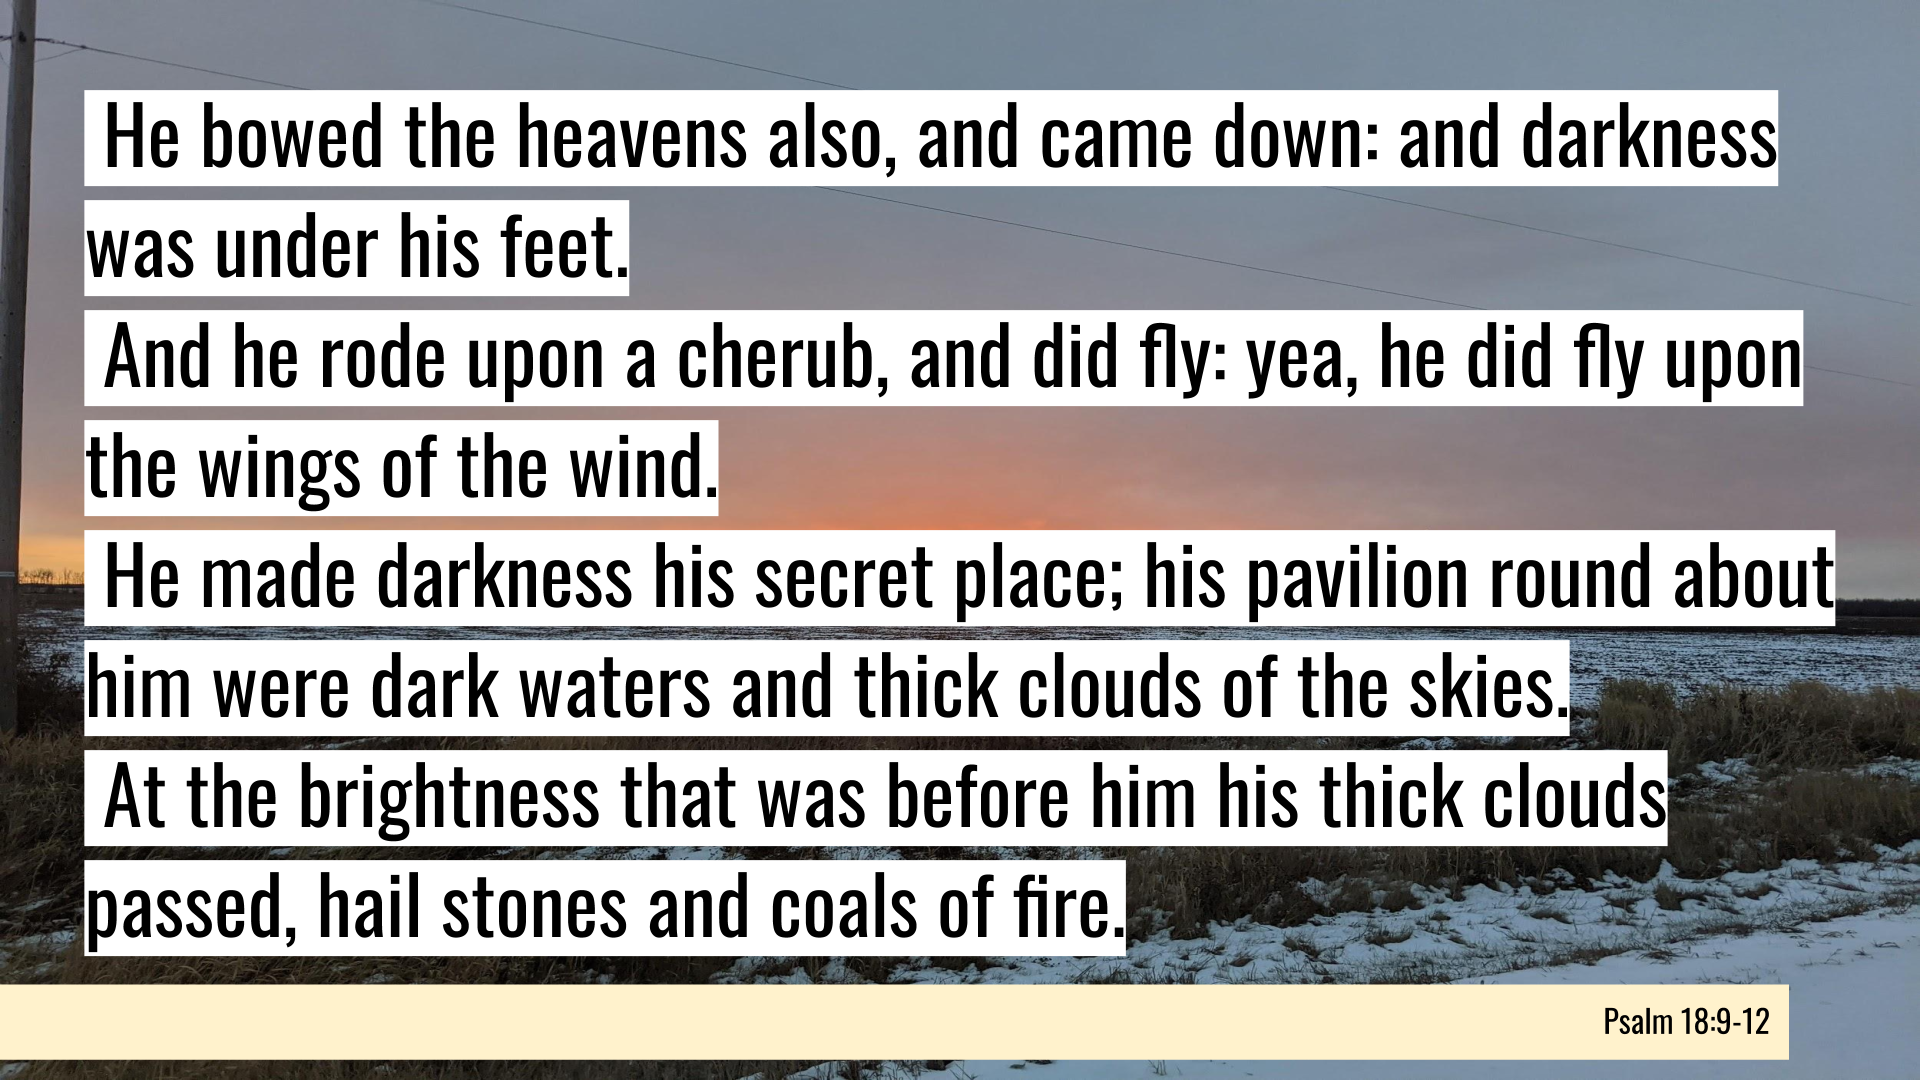 He bowed the heavens also, and came down: and darkness
was under his feet.
And he rode upon a cherub, and did fly: yea, he did fly upon
the wings of the wind.
He made darkness his secret place; his pavilion round about
him were dark waters and thick clouds of the skies.
At the brightness that was before him his thick clouds
passed, hail stones and coals of fire.
Psalm 18:9-12